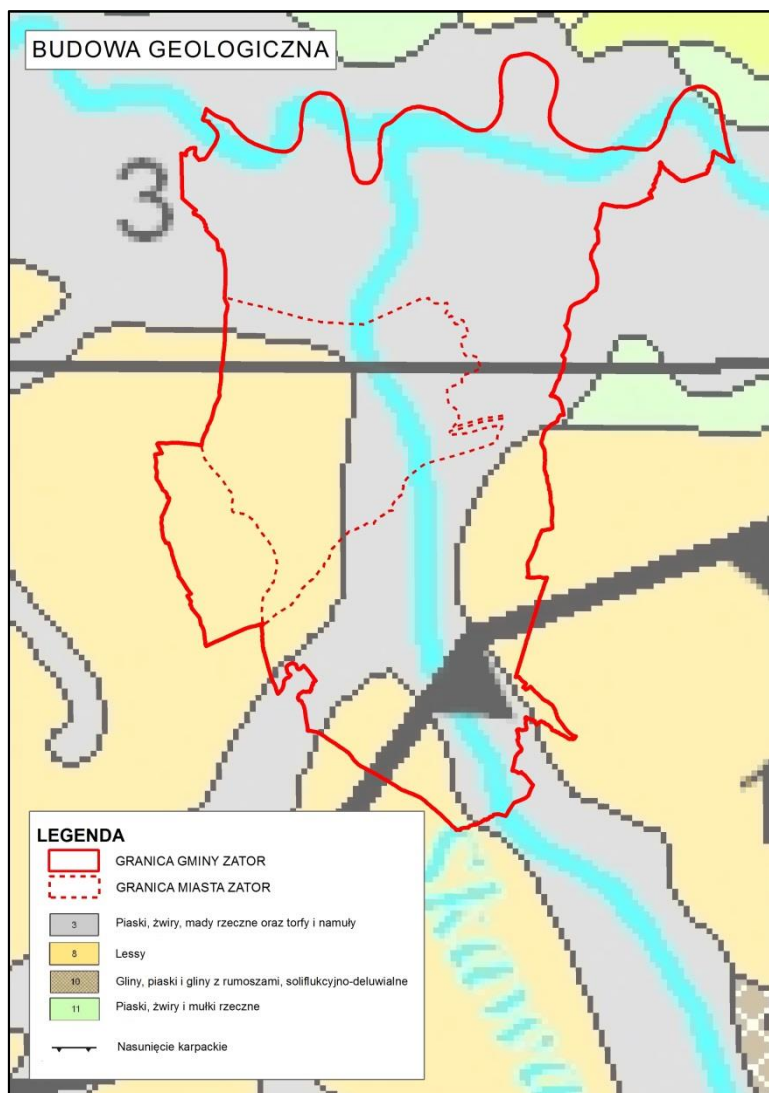 BUDOWA GEOLOGICZNA
3
LEGENDA
GRANICA GMINY ZATOR
GRANICA MIASTA ZATOR
3 Piaski, żwiry, mady rzeczne oraz torfy i namuły
8 Lessy
10 Gliny, piaski i gliny z rumoszami, soliflukcyjno-deluwialne
11 Piaski, żwiry i mułki rzeczne
Nasunięcie karpackie
Skawa